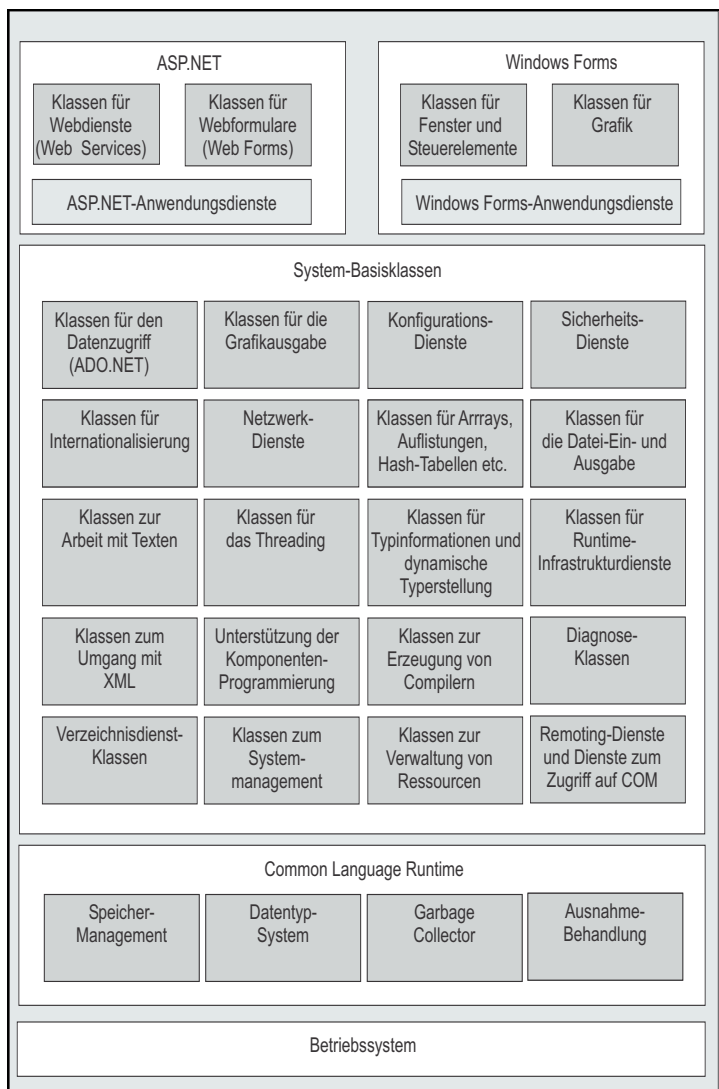 ASP.NET
Klassen für
Webdienste
(Web Services)
Klassen für
Webformulare
(Web Forms)
ASP.NET-Anwendungsdienste
Windows Forms
Klassen für
Fenster und
Steuerelemente
Klassen für
Grafik
Windows Forms-Anwendungsdienste
System-Basisklassen
Klassen für den
Datenzugriff
(ADO.NET)
Klassen für die
Grafikausgabe
Konfigurations-
Dienste
Sicherheits-
Dienste
Klassen für
Internationalisierung
Netzwerk-
Dienste
Klassen für Arrrays,
Auflistungen,
Hash-Tabellen etc.
Klassen für
die Datei-Ein- und
Ausgabe
Klassen zur
Arbeit mit Texten
Klassen für
das Threading
Klassen für
Typinformationen und
dynamische
Typerstellung
Klassen für
Runtime-
Infrastrukturdienste
Klassen zum
Umgang mit
XML
Unterstützung der
Komponenten-
Programmierung
Klassen zur
Erzeugung von
Compilern
Diagnose-
Klassen
Verzeichnisdienst-
Klassen
Klassen zum
System-
management
Klassen zur
Verwaltung von
Ressourcen
Remoting-Dienste
und Dienste zum
Zugriff auf COM
Common Language Runtime
Speicher-
Management
Datentyp-
System
Garbage
Collector
Ausnahme-
Behandlung
Betriebssystem